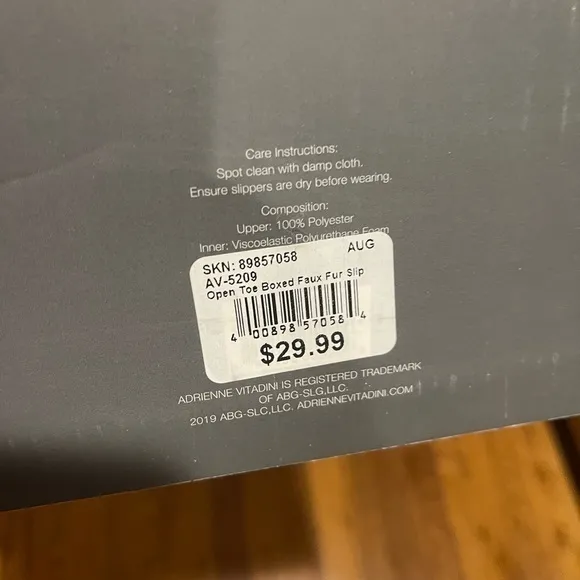 Care Instructions:
Spot clean with damp cloth.
Ensure slippers are dry before wearing.
Composition:
Upper: 100% Polyester
Inner: Viscoelastic Polyurethane Foam
SKN: 89857058 AUG
AV-5209
Open Toe Boxed Faux Fur Slip
4 00898 57058 4
$29.99
ADRIENNE VITADINI IS REGISTERED TRADEMARK
OF ABG-SLG,LLC.
2019 ABG-SLC,LLC. ADRIENNEVITADINI.COM